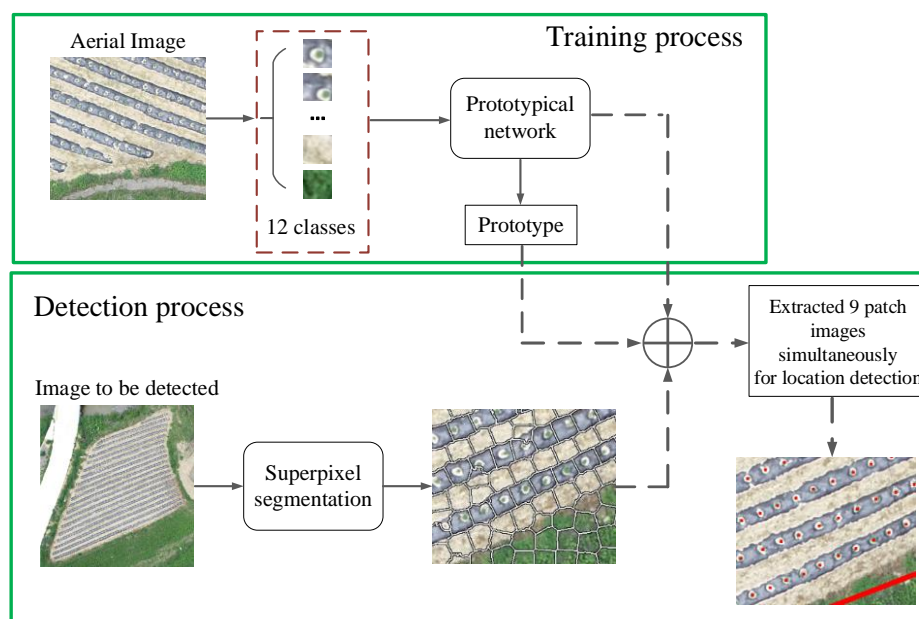 Training process
Aerial Image
...
12 classes
Prototypical
network
Prototype
Detection process
Image to be detected
Superpixel
segmentation
Extracted 9 patch
images
simultaneously
for location detection